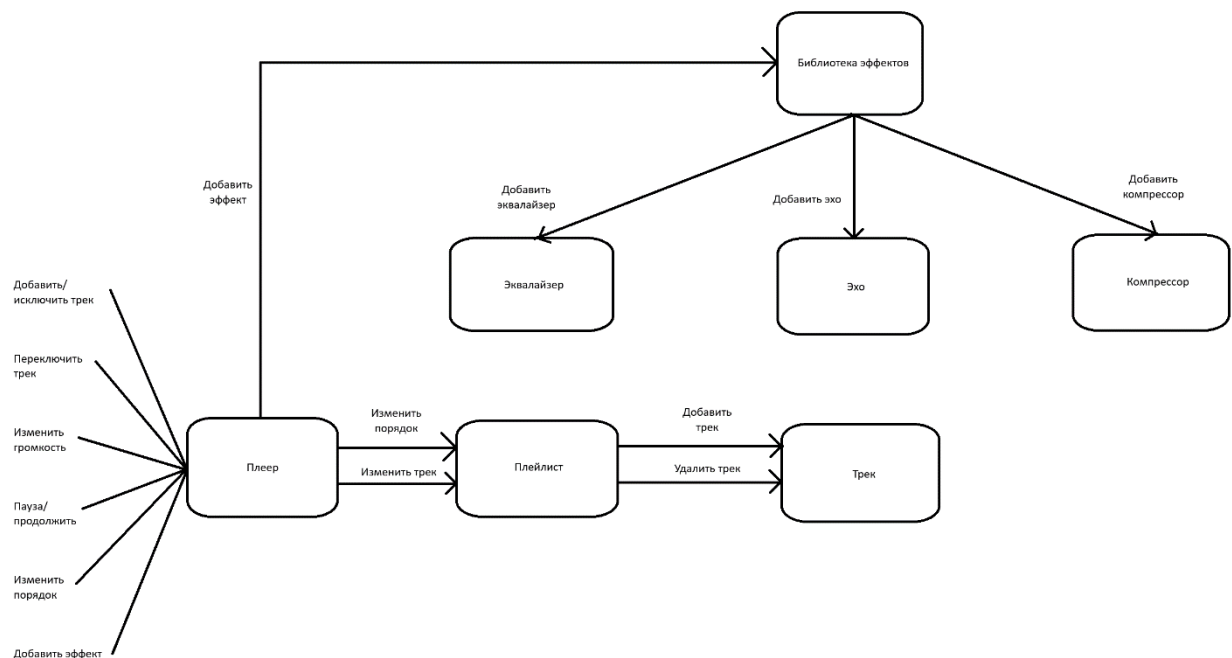 Библиотека эффектов
Добавить
эффект
Добавить
эквалайзер
Добавить эхо
Добавить
компрессор
Эквалайзер
Эхо
Компрессор
Добавить/
исключить трек
Переключить
трек
Изменить
громкость
Пауза/
продолжить
Изменить
порядок
Добавить эффект
Плеер
Изменить
порядок
Изменить трек
Плейлист
Добавить
трек
Удалить трек
Трек